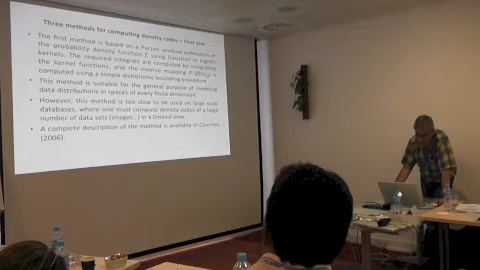 Three methods for computing density codes – First one
• The first method is based on a Parzen window estimation of
the probability density function f, using Gaussian or logistic
kernels. The required integrals are computed by integrating
the kernel functions, and the inverse mapping
computed using a simple dichotomic bounding procedure.
• This method is suitable for the general purpose of modeling
data distributions in spaces of every finite dimension.
• However, this method is too slow to be used on large scale
databases, where one must compute density codes of a large
number of data sets (images...) in a limited time.
• A complete description of the method is available in
(2006).